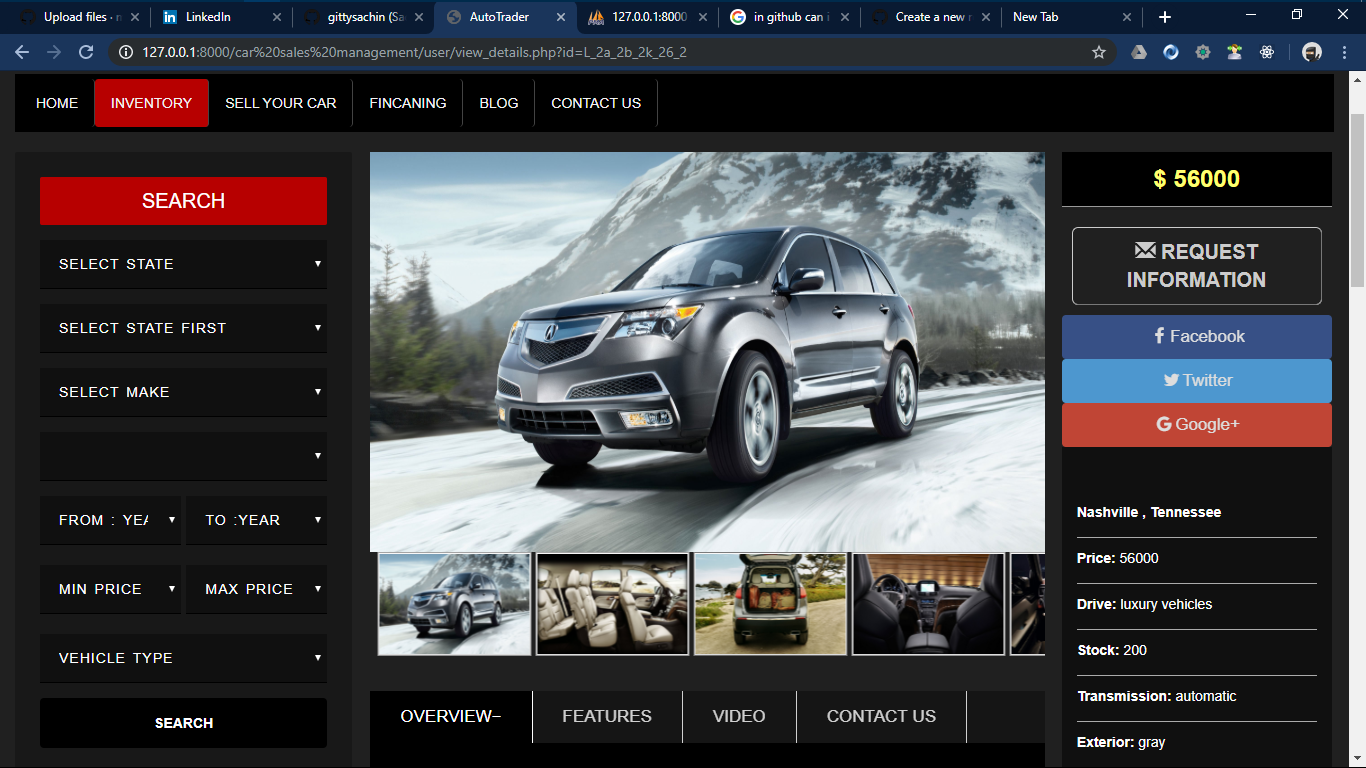 Upload files · m
LinkedIn
gittysachin (Sa
AutoTrader
127.0.0.1:8000
in github can i
Create a new r
New Tab
127.0.0.1:8000/car%20sales%20management/user/view_details.php?id=L_2a_2b_2k_26_2
HOME
INVENTORY
SELL YOUR CAR
FINCANING
BLOG
CONTACT US
SEARCH
SELECT STATE
SELECT STATE FIRST
SELECT MAKE
FROM : YEA
TO :YEAR
MIN PRICE
MAX PRICE
VEHICLE TYPE
SEARCH
OVERVIEW–
FEATURES
VIDEO
CONTACT US
$ 56000
REQUEST
INFORMATION
Facebook
Twitter
Google+
Nashville , Tennessee
Price: 56000
Drive: luxury vehicles
Stock: 200
Transmission: automatic
Exterior: gray